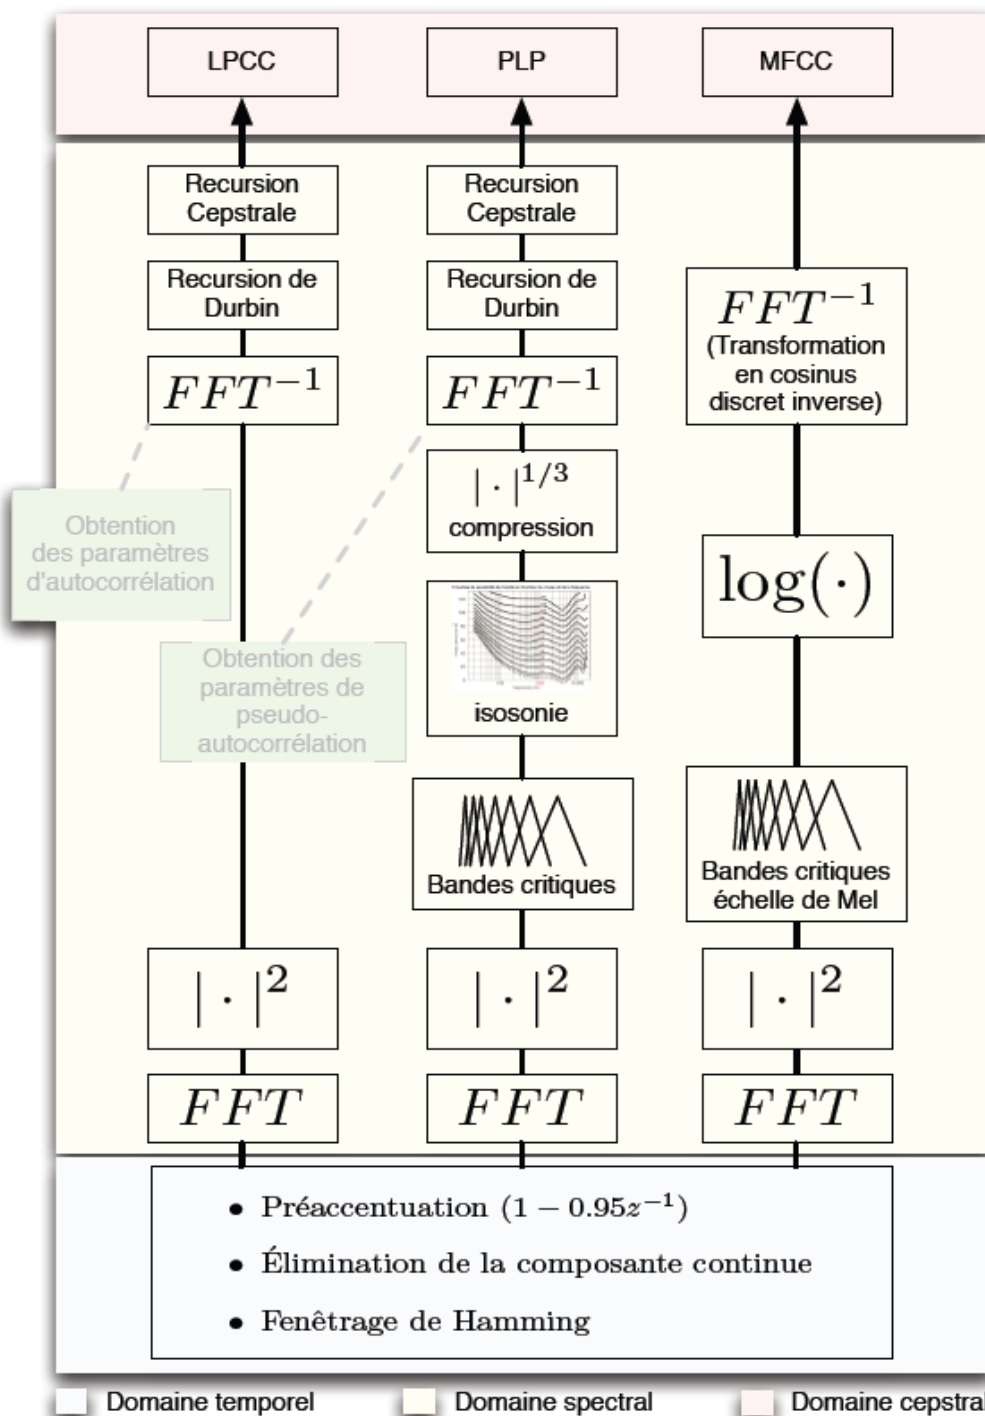 LPCC
PLP
MFCC
Recursion
Cepstrale
Recursion
Cepstrale
Recursion de
Durbin
Recursion de
Durbin
FFT⁻¹
(Transformation
en cosinus
discret inverse)
FFT⁻¹
FFT⁻¹
| · |^{1/3}
compression
Obtention
des paramètres
d'autocorrélation
log(·)
isosonie
Obtention des
paramètres de
pseudo-
autocorrélation
Bandes critiques
Bandes critiques
échelle de Mel
| · |²
| · |²
| · |²
FFT
FFT
FFT
• Préaccentuation (1 − 0.95z⁻¹)
• Élimination de la composante continue
• Fenêtrage de Hamming
Domaine temporel
Domaine spectral
Domaine cepstral